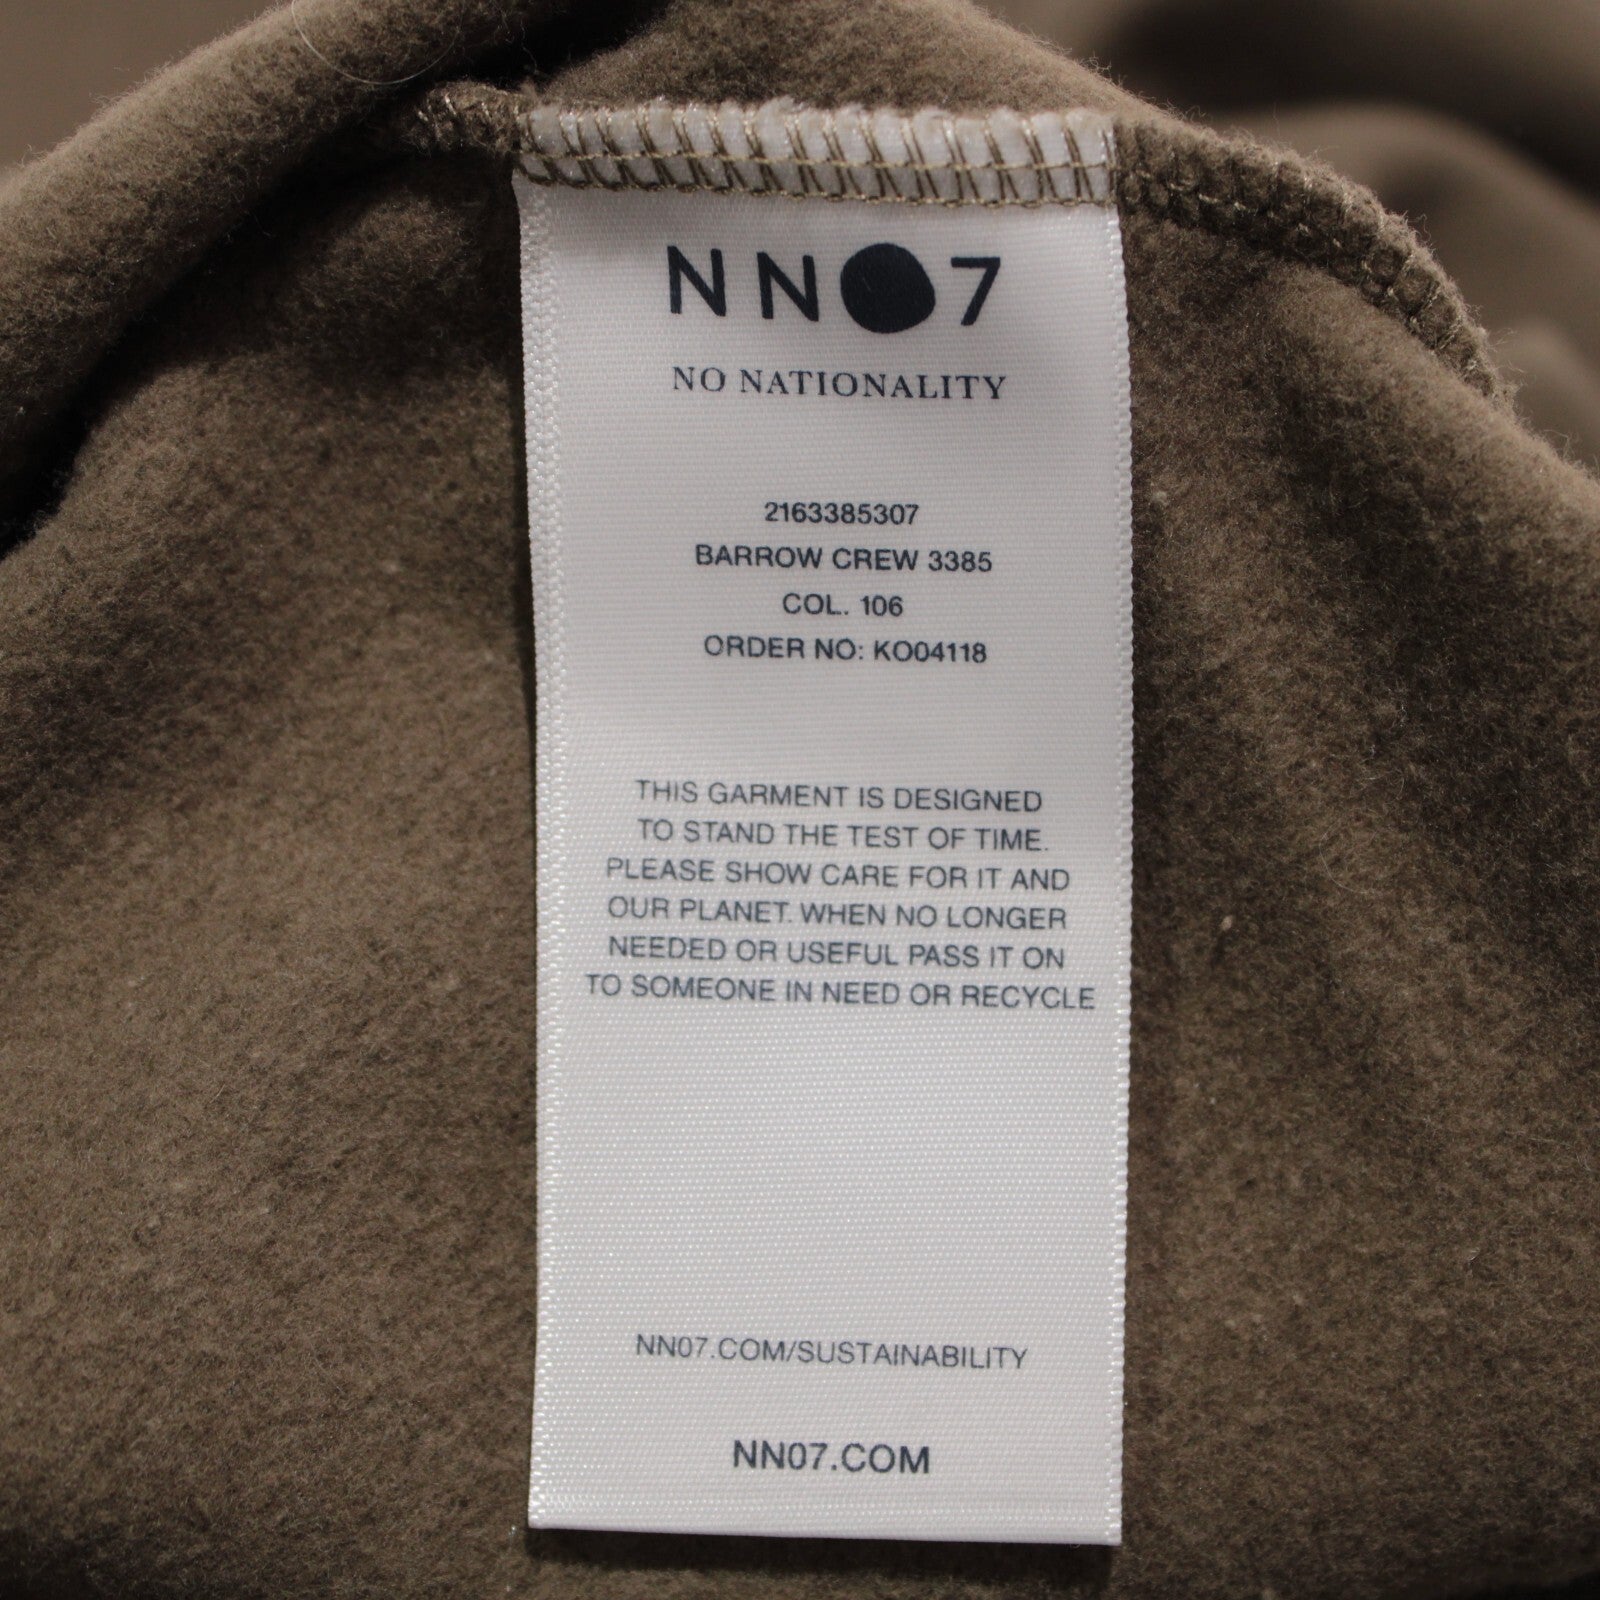 NN07
NO NATIONALITY
2163385307
BARROW CREW 3385
COL. 106
ORDER NO: KO04118
THIS GARMENT IS DESIGNED
TO STAND THE TEST OF TIME.
PLEASE SHOW CARE FOR IT AND
OUR PLANET. WHEN NO LONGER
NEEDED OR USEFUL PASS IT ON
TO SOMEONE IN NEED OR RECYCLE
NN07.COM/SUSTAINABILITY
NN07.COM